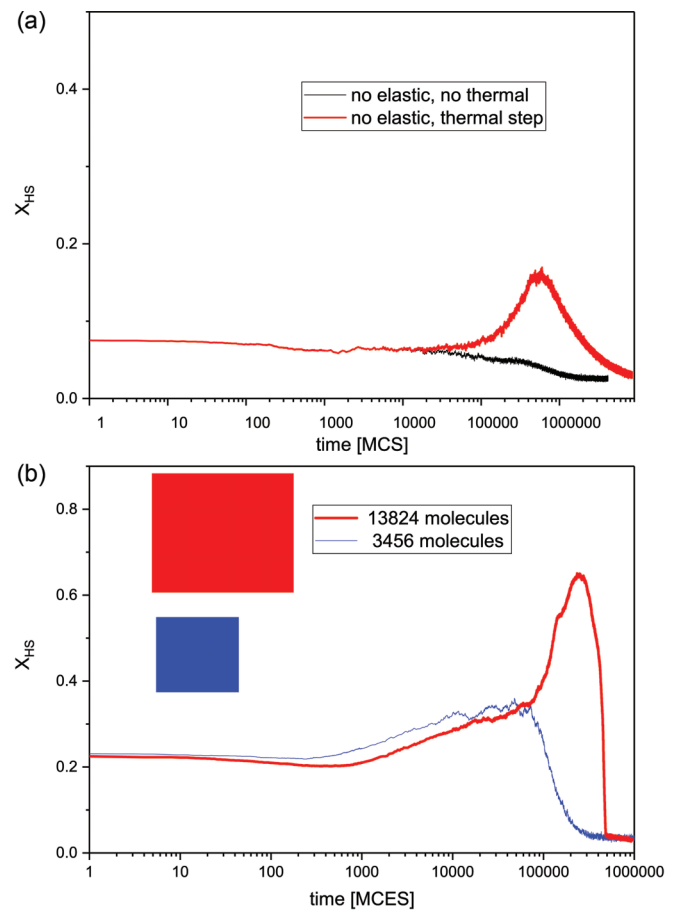 (a)
0.4
no elastic, no thermal
no elastic, thermal step
X_HS
0.2
0.0
1 10 100 1000 10000 100000 1000000
time [MCS]
(b)
0.8
13824 molecules
3456 molecules
0.6
X_HS
0.4
0.2
0.0
1 10 100 1000 10000 100000 1000000
time [MCES]